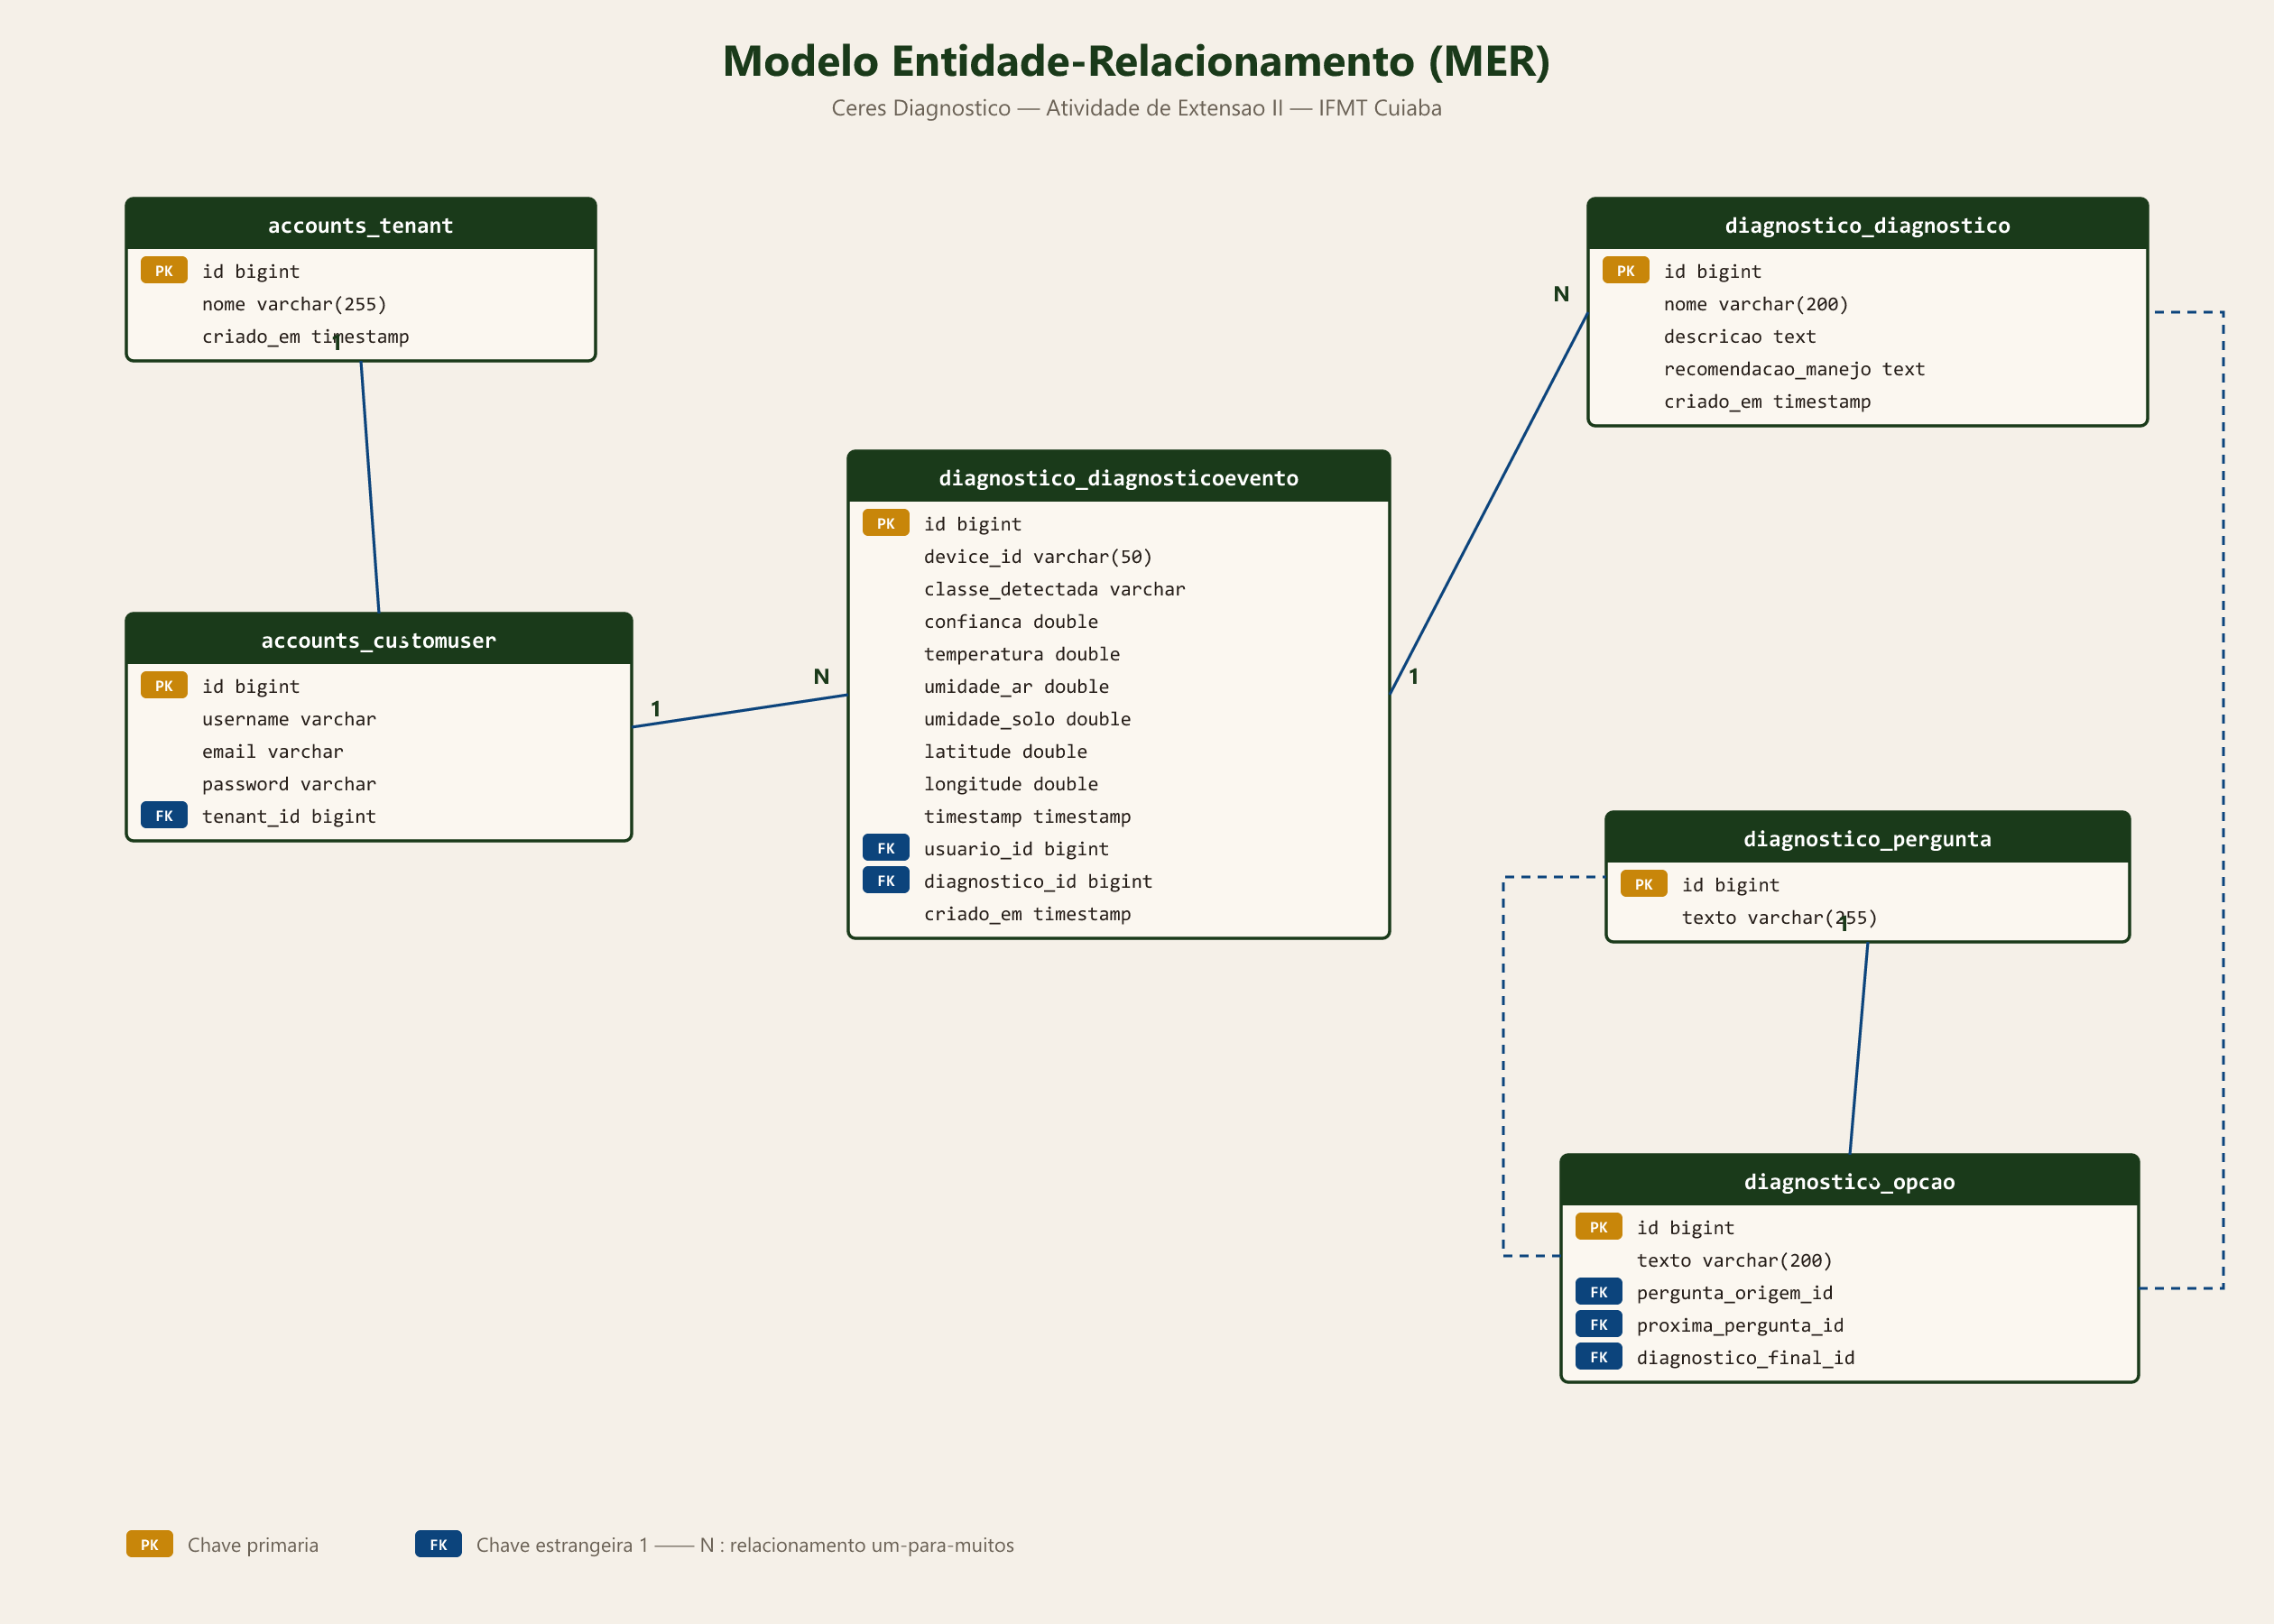 Modelo Entidade-Relacionamento (MER)
Ceres Diagnostico — Atividade de Extensao II — IFMT Cuiaba
accounts_tenant
PK id bigint
nome varchar(255)
criado_em timestamp
1
accounts_customuser
PK id bigint
username varchar
email varchar
password varchar
FK tenant_id bigint
1
N
diagnostico_diagnosticoevento
PK id bigint
device_id varchar(50)
classe_detectada varchar
confianca double
temperatura double
umidade_ar double
umidade_solo double
latitude double
longitude double
timestamp timestamp
FK usuario_id bigint
FK diagnostico_id bigint
criado_em timestamp
1
N
diagnostico_diagnostico
PK id bigint
nome varchar(200)
descricao text
recomendacao_manejo text
criado_em timestamp
diagnostico_pergunta
PK id bigint
texto varchar(255)
1
diagnostico_opcao
PK id bigint
texto varchar(200)
FK pergunta_origem_id
FK proxima_pergunta_id
FK diagnostico_final_id
PK Chave primaria
FK Chave estrangeira 1 —— N : relacionamento um-para-muitos